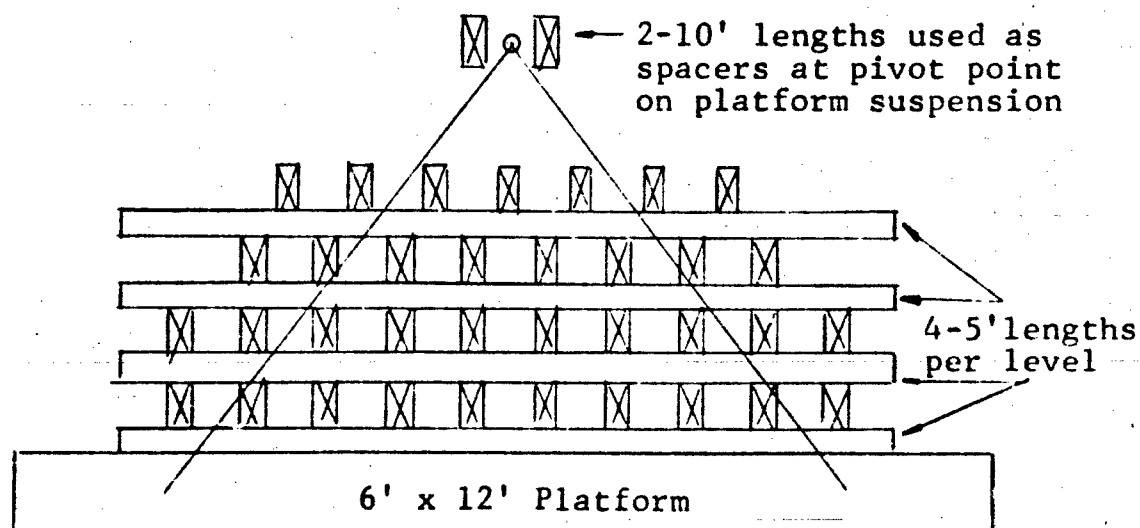 2-10' lengths used as
spacers at pivot point
on platform suspension
4-5'lengths
per level
6' x 12' Platform